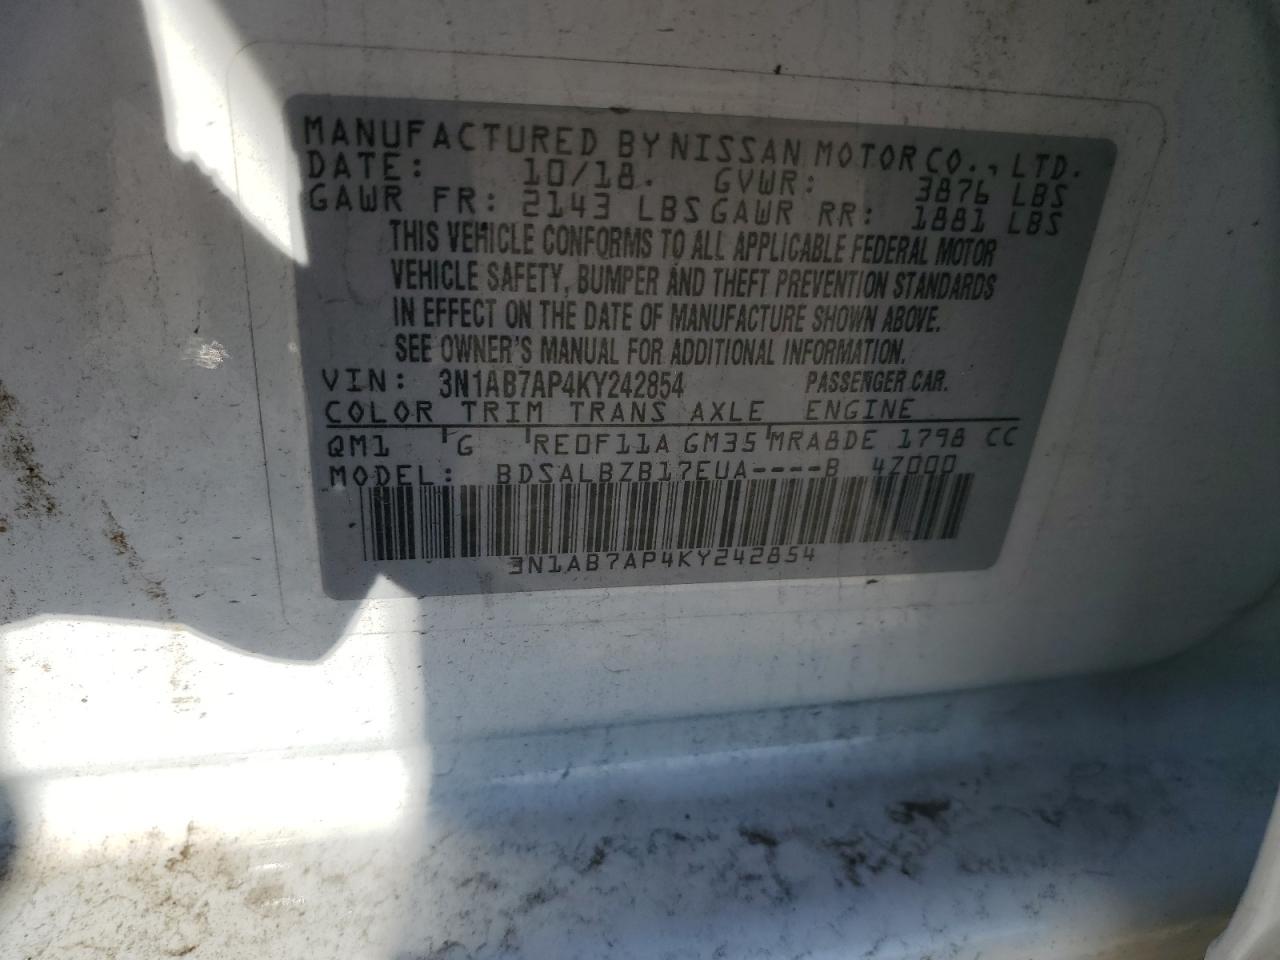 MANUFACTURED BY NISSAN MOTOR CO., LTD.
DATE: 10/18. GVWR: 3876 LBS
GAWR FR: 2143 LBS GAWR RR: 1881 LBS
THIS VEHICLE CONFORMS TO ALL APPLICABLE FEDERAL MOTOR
VEHICLE SAFETY, BUMPER AND THEFT PREVENTION STANDARDS
IN EFFECT ON THE DATE OF MANUFACTURE SHOWN ABOVE.
SEE OWNER'S MANUAL FOR ADDITIONAL INFORMATION.
VIN: 3N1AB7AP4KY242854 PASSENGER CAR.
COLOR TRIM TRANS AXLE ENGINE
QM1 G RE0F11A GM35 MRA8DE 1798 CC
MODEL: BDSALBZB17EUA----B 4Z000
3N1AB7AP4KY242854